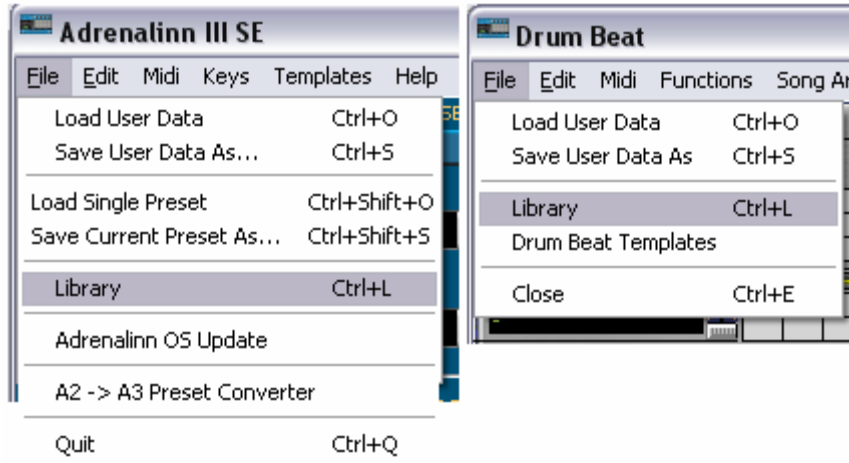 Adrenalinn III SE
File Edit Midi Keys Templates Help
Load User Data Ctrl+O
Save User Data As... Ctrl+S
Load Single Preset Ctrl+Shift+O
Save Current Preset As... Ctrl+Shift+S
Library Ctrl+L
Adrenalinn OS Update
A2 -> A3 Preset Converter
Quit Ctrl+Q
Drum Beat
File Edit Midi Functions Song
Load User Data Ctrl+O
Save User Data As Ctrl+S
Library Ctrl+L
Drum Beat Templates
Close Ctrl+E